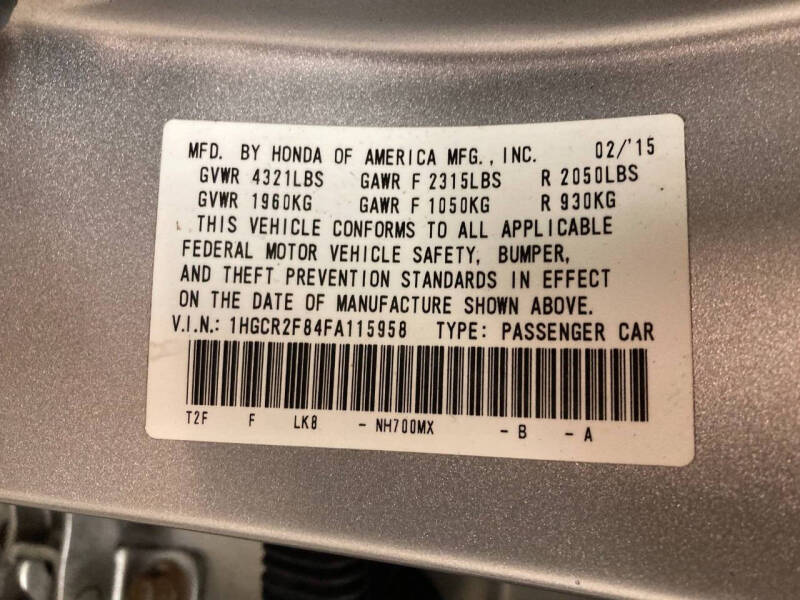 MFD. BY HONDA OF AMERICA MFG., INC. 02/'15
GVWR 4321LBS GAWR F 2315LBS R 2050LBS
GVWR 1960KG GAWR F 1050KG R 930KG
THIS VEHICLE CONFORMS TO ALL APPLICABLE
FEDERAL MOTOR VEHICLE SAFETY, BUMPER,
AND THEFT PREVENTION STANDARDS IN EFFECT
ON THE DATE OF MANUFACTURE SHOWN ABOVE.
V.I.N.: 1HGCR2F84FA115958 TYPE: PASSENGER CAR
T2F F LK8 - NH700MX - B - A